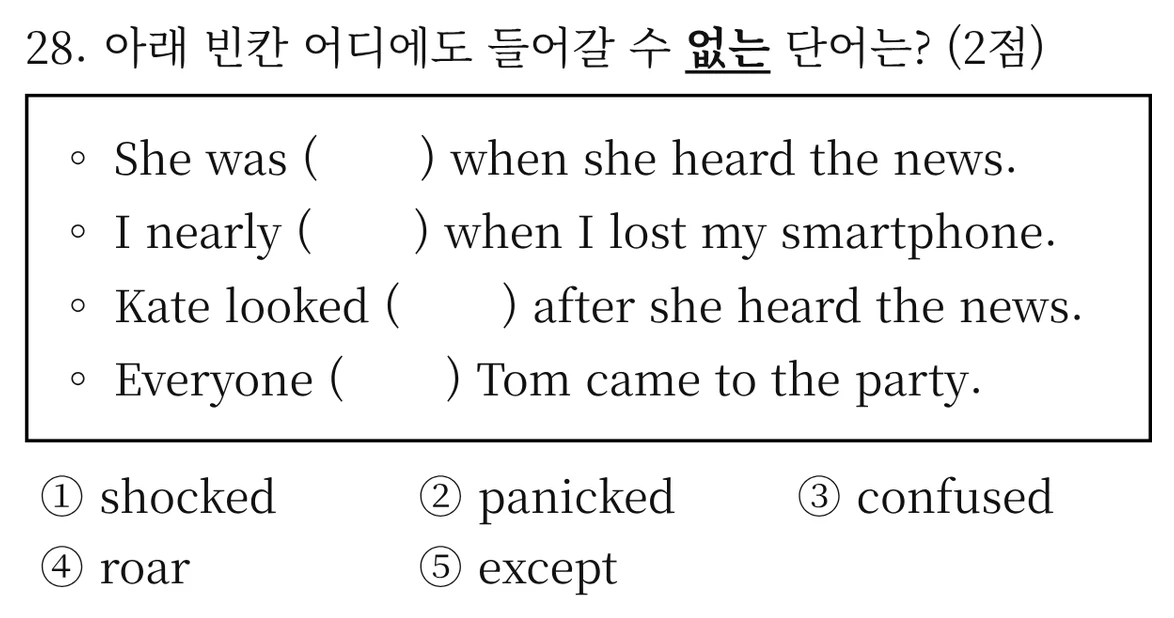 28. 아래 빈칸 어디에도 들어갈 수 없는 단어는? (2점)
◦ She was (        ) when she heard the news.
◦ I nearly (        ) when I lost my smartphone.
◦ Kate looked (        ) after she heard the news.
◦ Everyone (        ) Tom came to the party.
① shocked ② panicked ③ confused
④ roar ⑤ except